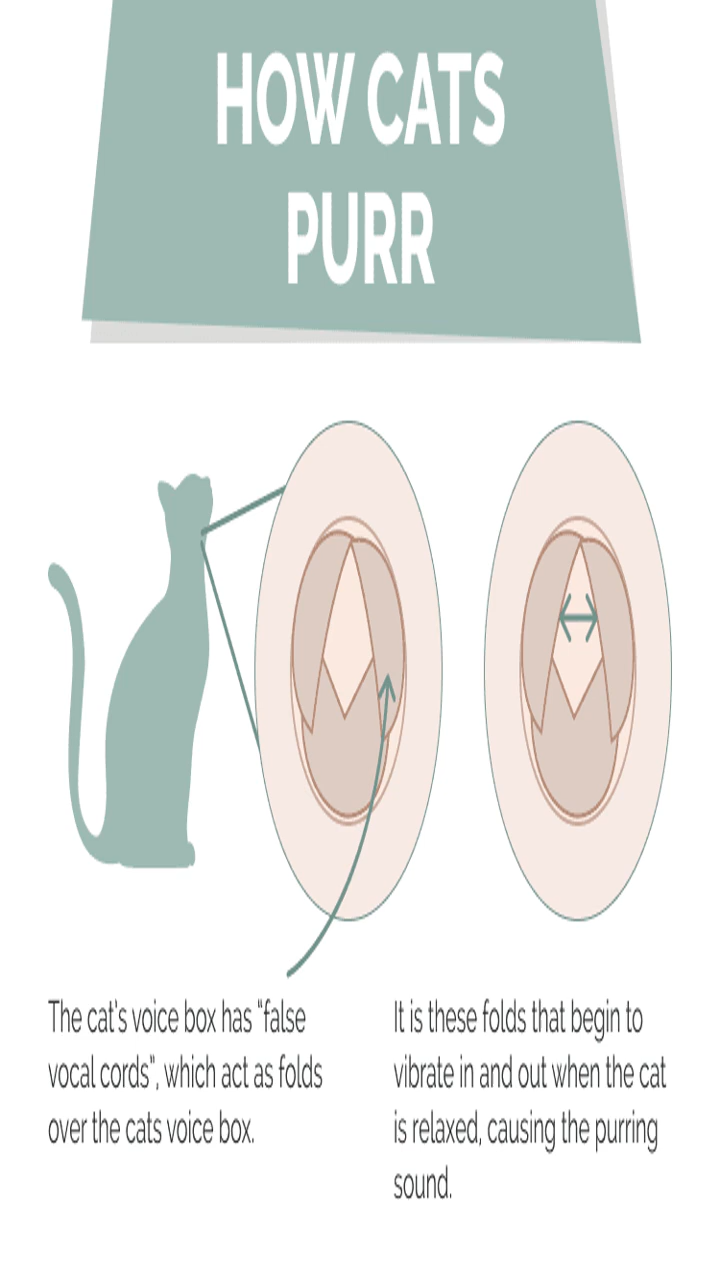 HOW CATS
PURR
The cat's voice box has “false
vocal cords”, which act as folds
over the cats voice box.
It is these folds that begin to
vibrate in and out when the cat
is relaxed, causing the purring
sound.